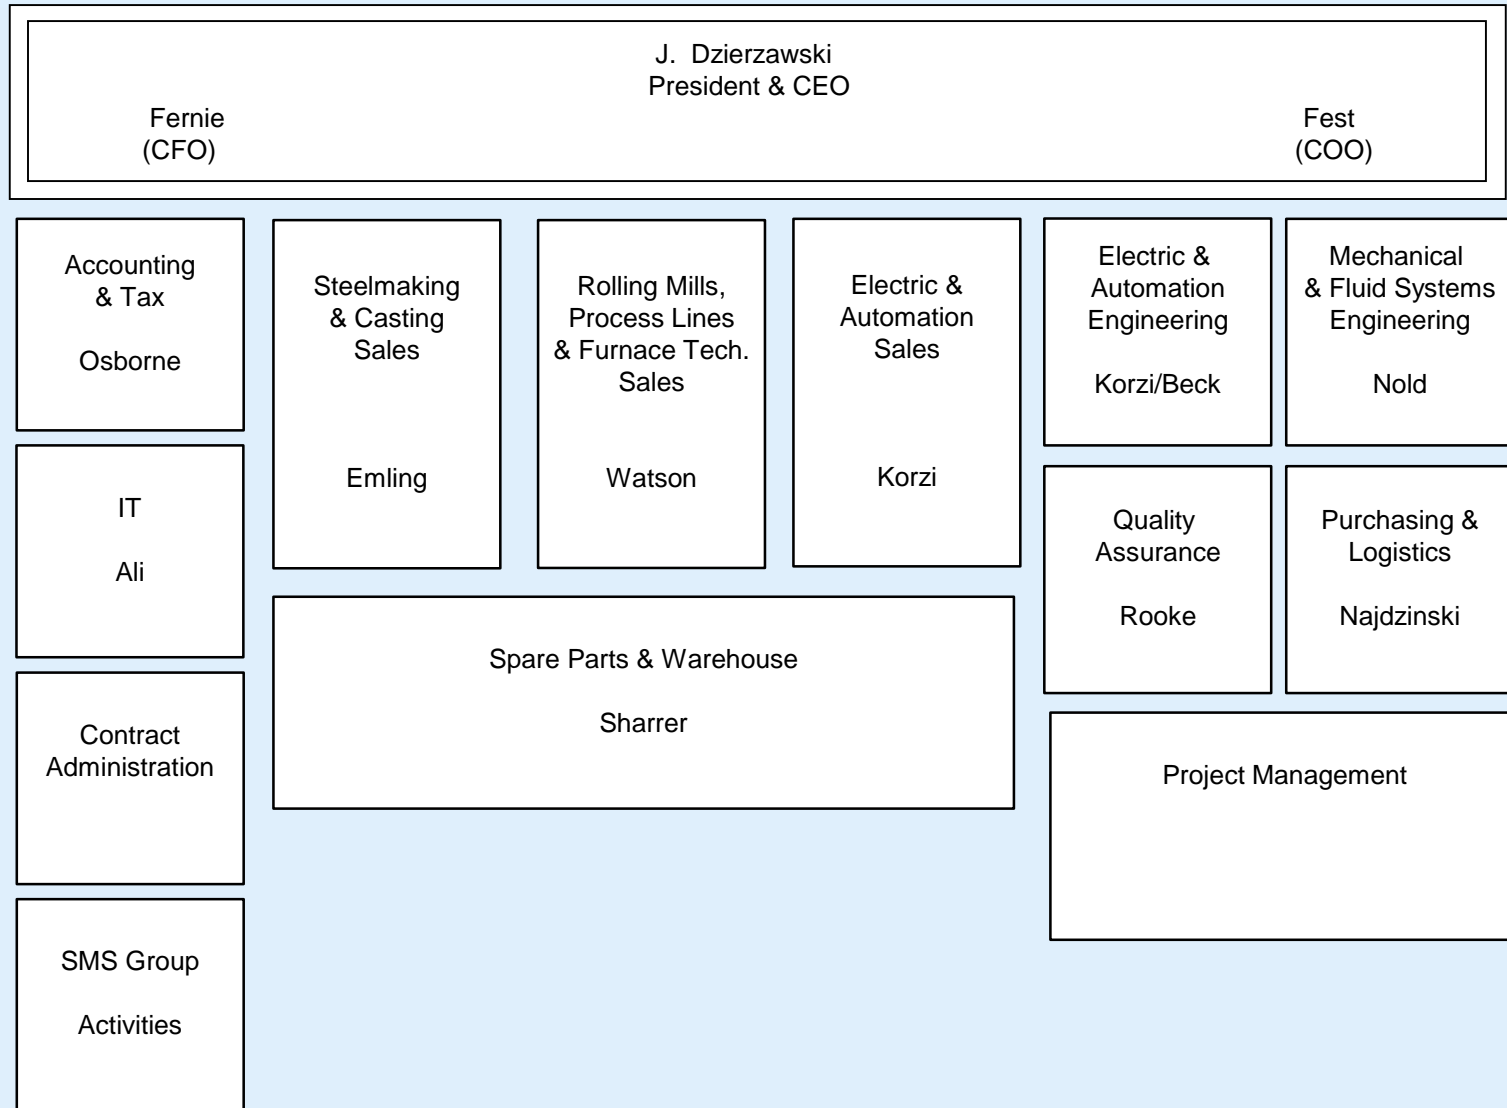 J. Dzierzawski
President & CEO
Fernie
(CFO)
Fest
(COO)
Accounting
& Tax
Osborne
Steelmaking
& Casting
Sales
Emling
Rolling Mills,
Process Lines
& Furnace Tech.
Sales
Watson
Electric &
Automation
Sales
Korzi
Electric &
Automation
Engineering
Korzi/Beck
Mechanical
& Fluid Systems
Engineering
Nold
IT
Ali
Quality
Assurance
Rooke
Purchasing &
Logistics
Najdzinski
Spare Parts & Warehouse
Sharrer
Contract
Administration
Project Management
SMS Group
Activities